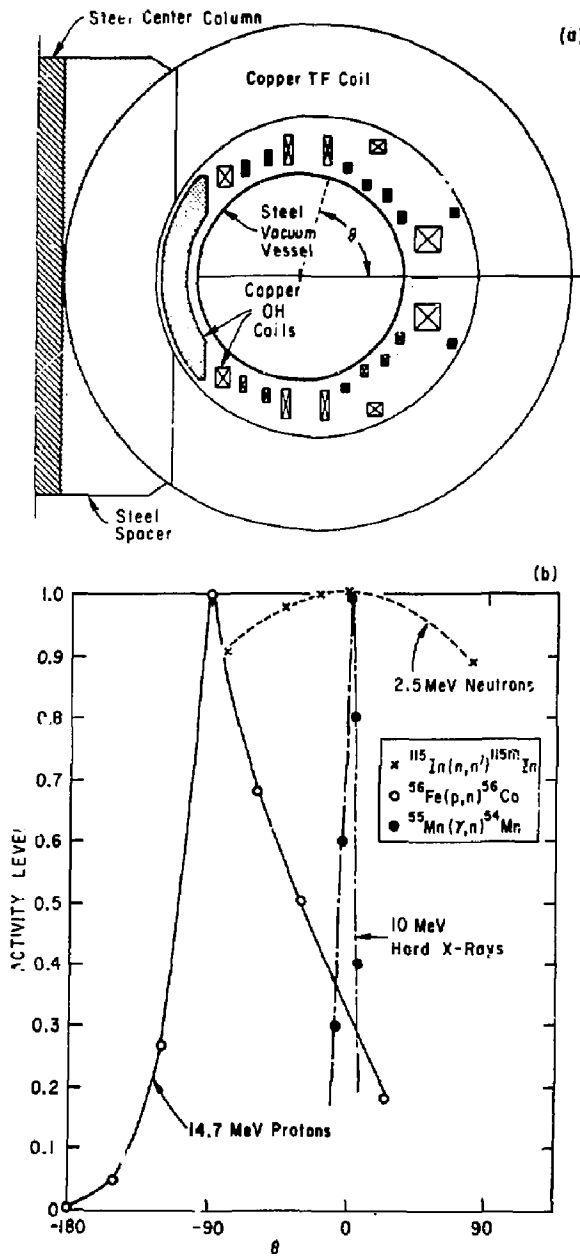 Steel Center Column
(a)
Copper TF Coil
Steel
Vacuum
Vessel
θ
Copper
OH
Coils
Steel
Spacer
(b)
1.0
0.9
0.8
0.7
0.6
0.5
0.4
0.3
0.2
0.1
0
ACTIVITY LEVEL
2.5 MeV Neutrons
× ¹¹⁵In(n,n')¹¹⁵ᵐIn
○ ⁵⁶Fe(p,n)⁵⁶Co
● ⁵⁵Mn(γ,n)⁵⁴Mn
10 MeV
Hard X-Rays
14.7 MeV Protons
-180 -90 0 90
θ